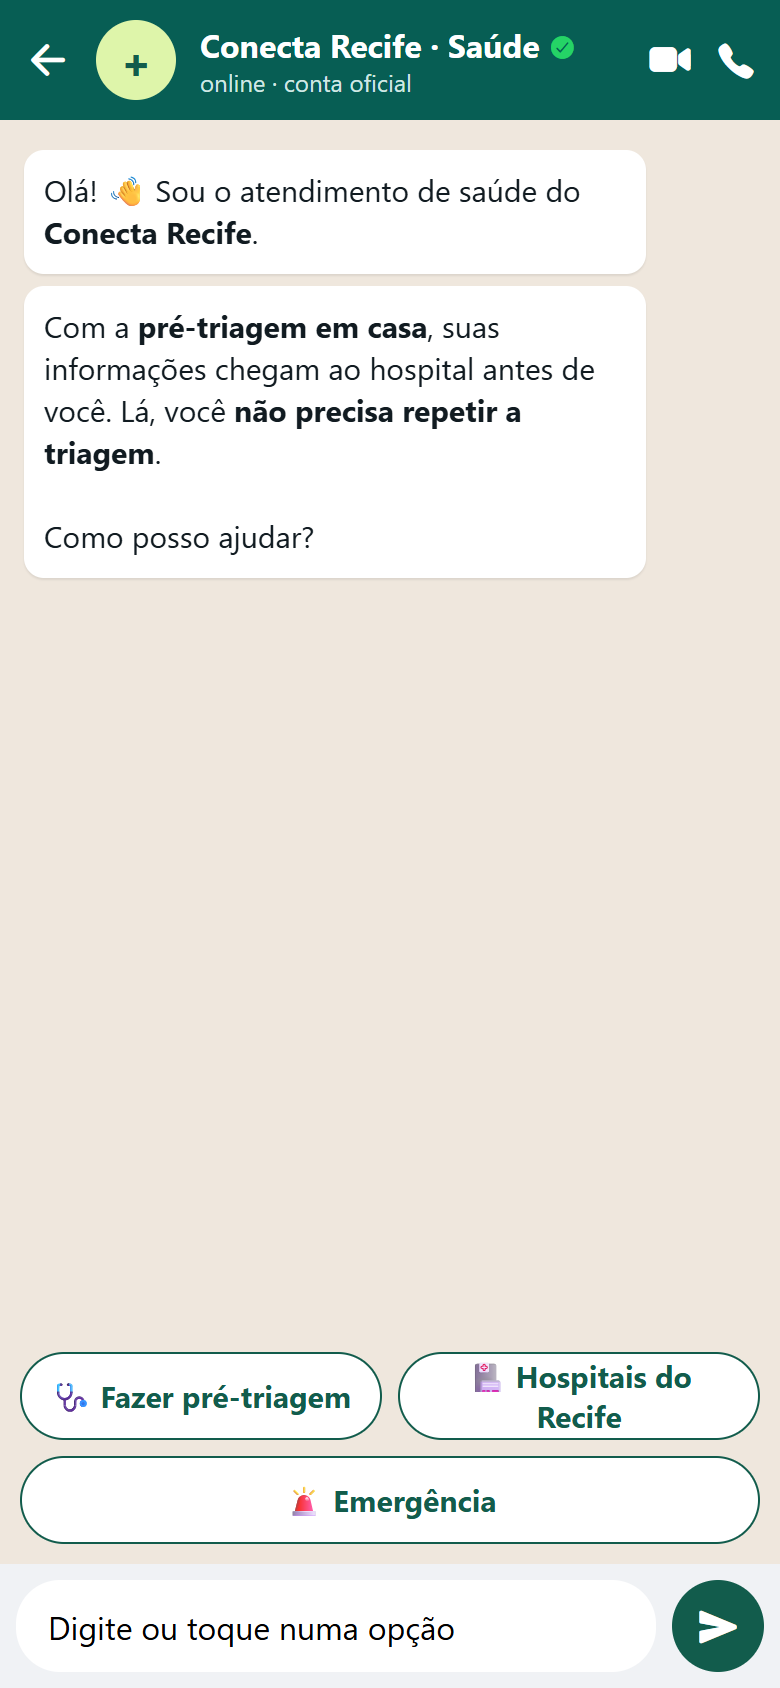 Conecta Recife · Saúde
online · conta oficial
Olá! 👋 Sou o atendimento de saúde do
Conecta Recife.
Com a pré-triagem em casa, suas
informações chegam ao hospital antes de
você. Lá, você não precisa repetir a
triagem.
Como posso ajudar?
🩺 Fazer pré-triagem
🏥 Hospitais do
Recife
🚨 Emergência
Digite ou toque numa opção